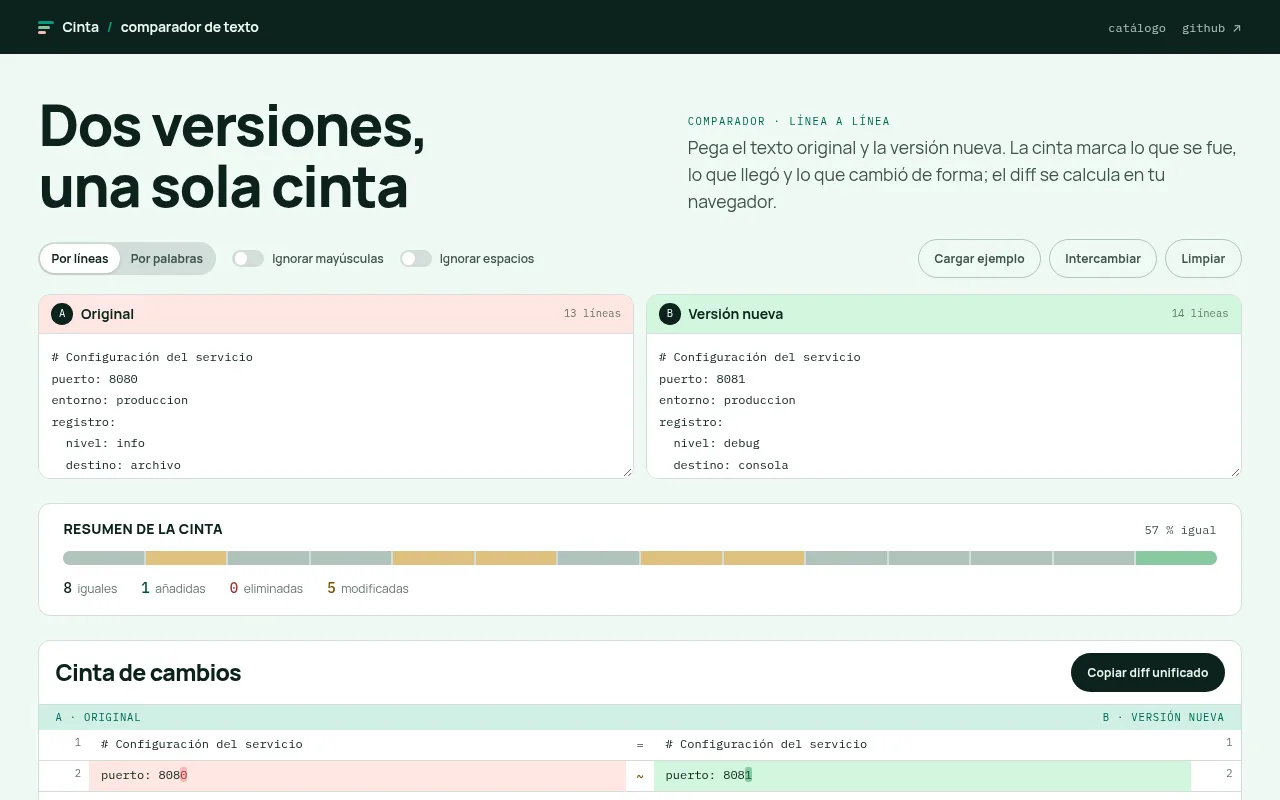 Cinta / comparador de texto
catálogo github ↗
Dos versiones,
una sola cinta
COMPARADOR · LÍNEA A LÍNEA
Pega el texto original y la versión nueva. La cinta marca lo que se fue,
lo que llegó y lo que cambió de forma; el diff se calcula en tu
navegador.
Por líneas Por palabras Ignorar mayúsculas Ignorar espacios Cargar ejemplo Intercambiar Limpiar
A Original 13 líneas
# Configuración del servicio
puerto: 8080
entorno: produccion
registro:
  nivel: info
  destino: archivo
B Versión nueva 14 líneas
# Configuración del servicio
puerto: 8081
entorno: produccion
registro:
  nivel: debug
  destino: consola
RESUMEN DE LA CINTA 57 % igual
8 iguales 1 añadidas 0 eliminadas 5 modificadas
Cinta de cambios Copiar diff unificado
A · ORIGINAL B · VERSIÓN NUEVA
1 # Configuración del servicio = # Configuración del servicio 1
2 puerto: 8080 ~ puerto: 8081 2